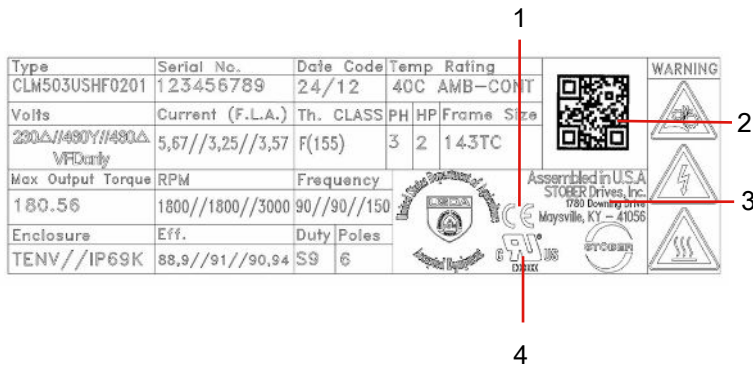 1
Type Serial No. Date Code Temp Rating WARNING
CLM503USHF0201 123456789 24/12 40C AMB-CONT
2
Volts Current (F.L.A.) Th. CLASS PH HP Frame Size
230△//460Y//460△ 5,67//3,25//3,57 F(155) 3 2 143TC
VFDonly
Max Output Torque RPM Frequency
180.56 1800//1800//3000 90//90//150
Enclosure Eff. Duty Poles
TENV//IP69K 88,9//91//90,94 S9 6
United States Department of Agriculture
USDA
Accepted Equipment
Assembled in U.S.A
STOBER Drives, Inc.
1780 Downing Drive
Maysville, KY - 41056
3
CE
C RU US
STOBER
4